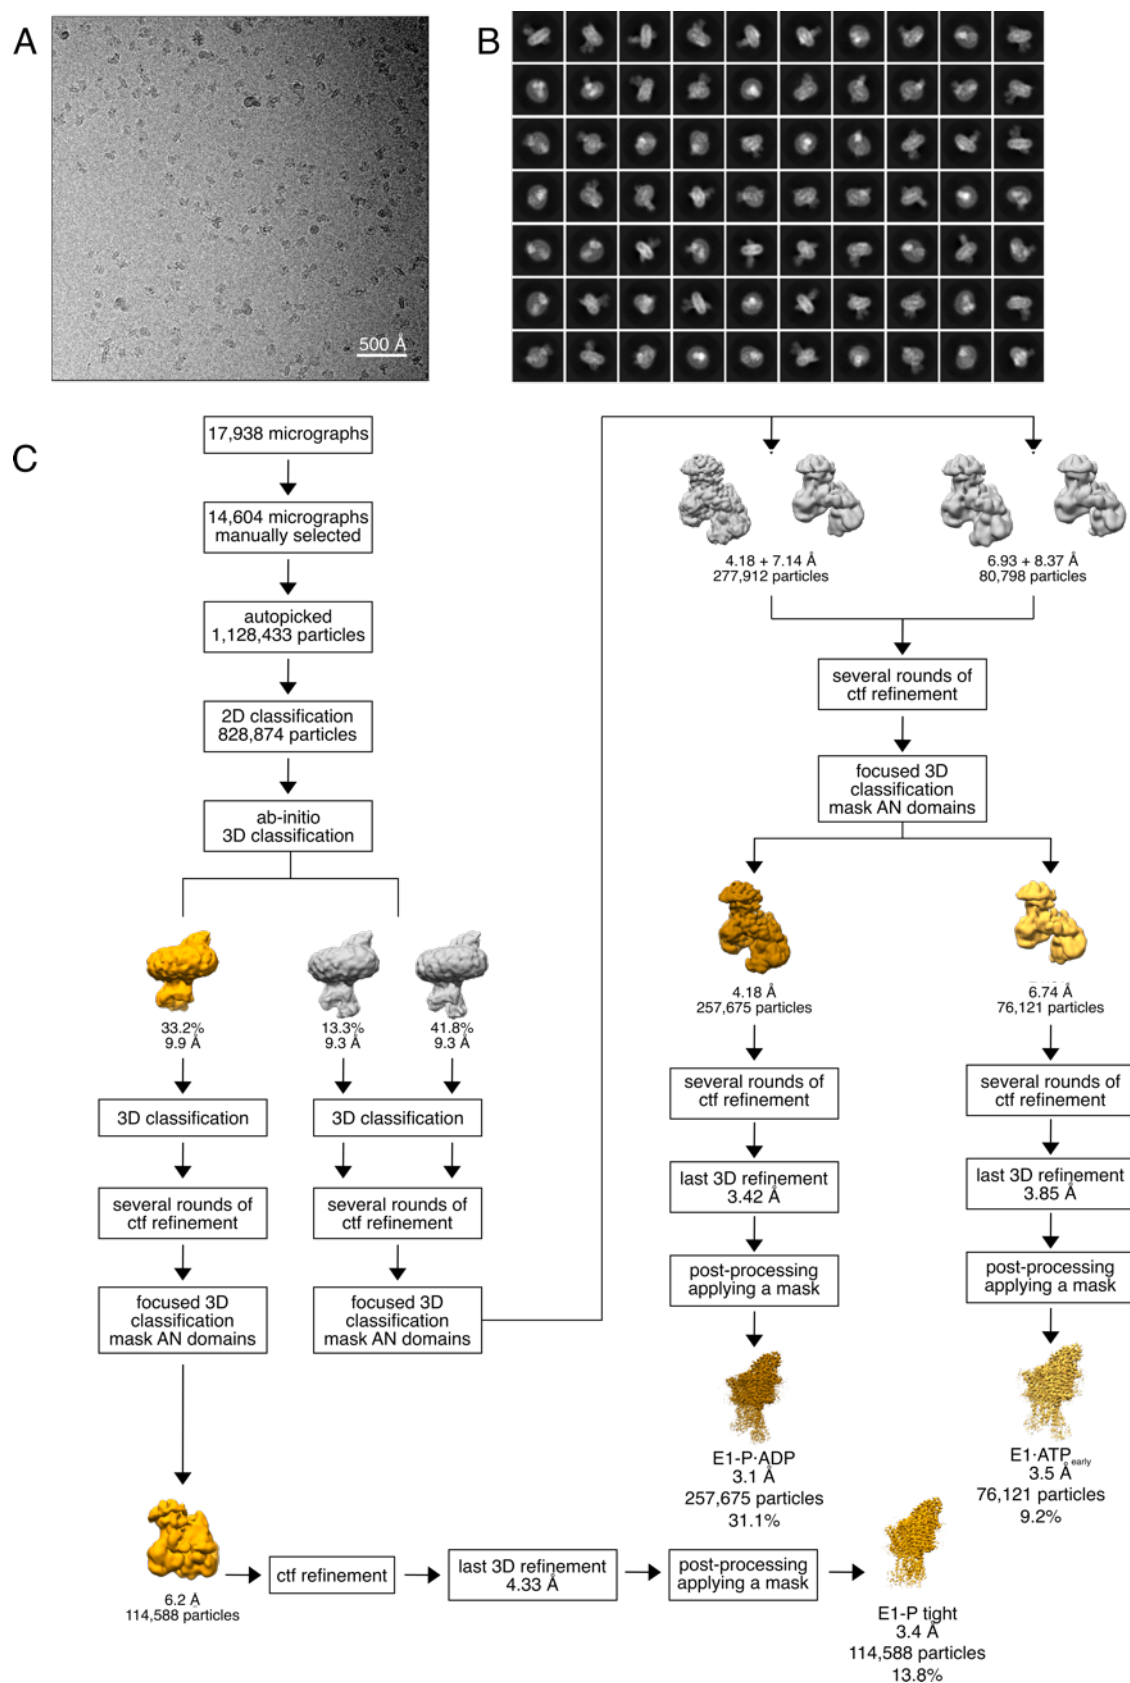 A
B
500 Å
C
17,938 micrographs
14,604 micrographs
manually selected
autopicked
1,128,433 particles
2D classification
828,874 particles
ab-initio
3D classification
33.2%
9.9 Å
13.3%
9.3 Å
41.8%
9.3 Å
3D classification
3D classification
several rounds of
ctf refinement
several rounds of
ctf refinement
focused 3D
classification
mask AN domains
focused 3D
classification
mask AN domains
4.18 + 7.14 Å
277,912 particles
6.93 + 8.37 Å
80,798 particles
several rounds of
ctf refinement
focused 3D
classification
mask AN domains
4.18 Å
257,675 particles
6.74 Å
76,121 particles
several rounds of
ctf refinement
several rounds of
ctf refinement
last 3D refinement
3.42 Å
last 3D refinement
3.85 Å
post-processing
applying a mask
post-processing
applying a mask
E1-P·ADP
3.1 Å
257,675 particles
31.1%
E1·ATPearly
3.5 Å
76,121 particles
9.2%
6.2 Å
114,588 particles
ctf refinement
last 3D refinement
4.33 Å
post-processing
applying a mask
E1-P tight
3.4 Å
114,588 particles
13.8%